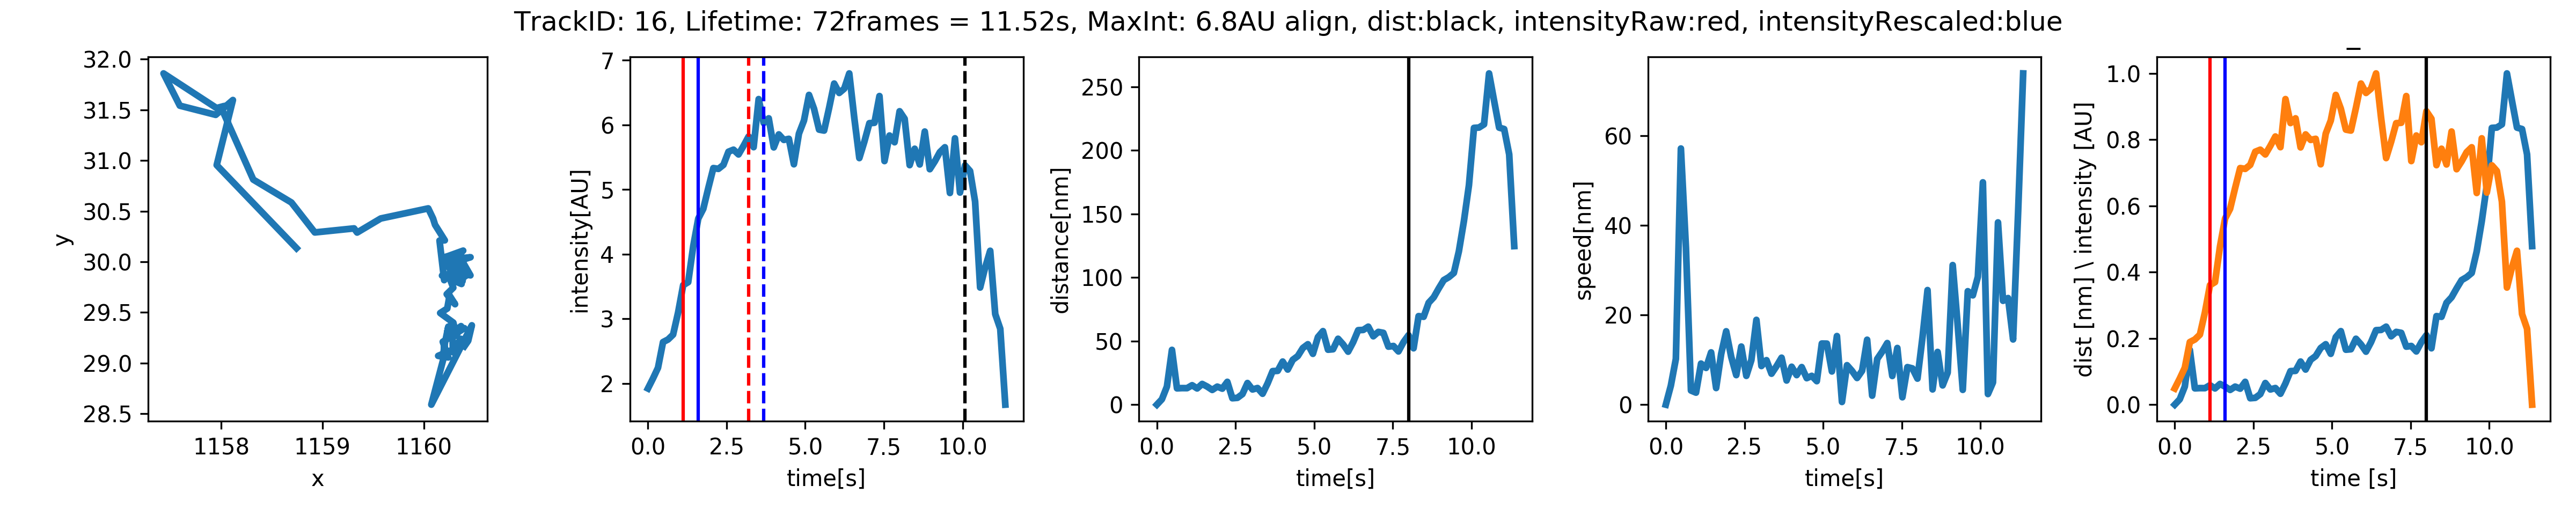 TrackID: 16, Lifetime: 72frames = 11.52s, MaxInt: 6.8AU align, dist:black, intensityRaw:red, intensityRescaled:blue
y
32.0
31.5
31.0
30.5
30.0
29.5
29.0
28.5
1158 1159 1160
x
intensity[AU]
7
6
5
4
3
2
0.0 2.5 5.0 7.5 10.0
time[s]
distance[nm]
250
200
150
100
50
0
0.0 2.5 5.0 7.5 10.0
time[s]
speed[nm]
60
40
20
0
0.0 2.5 5.0 7.5 10.0
time[s]
_
dist [nm] \ intensity [AU]
1.0
0.8
0.6
0.4
0.2
0.0
0.0 2.5 5.0 7.5 10.0
time [s]